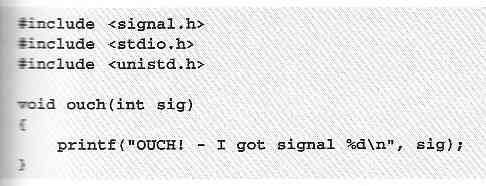 #include <signal.h>
#include <stdio.h>
#include <unistd.h>
void ouch(int sig)
{
printf("OUCH! - I got signal %d\n", sig);
}